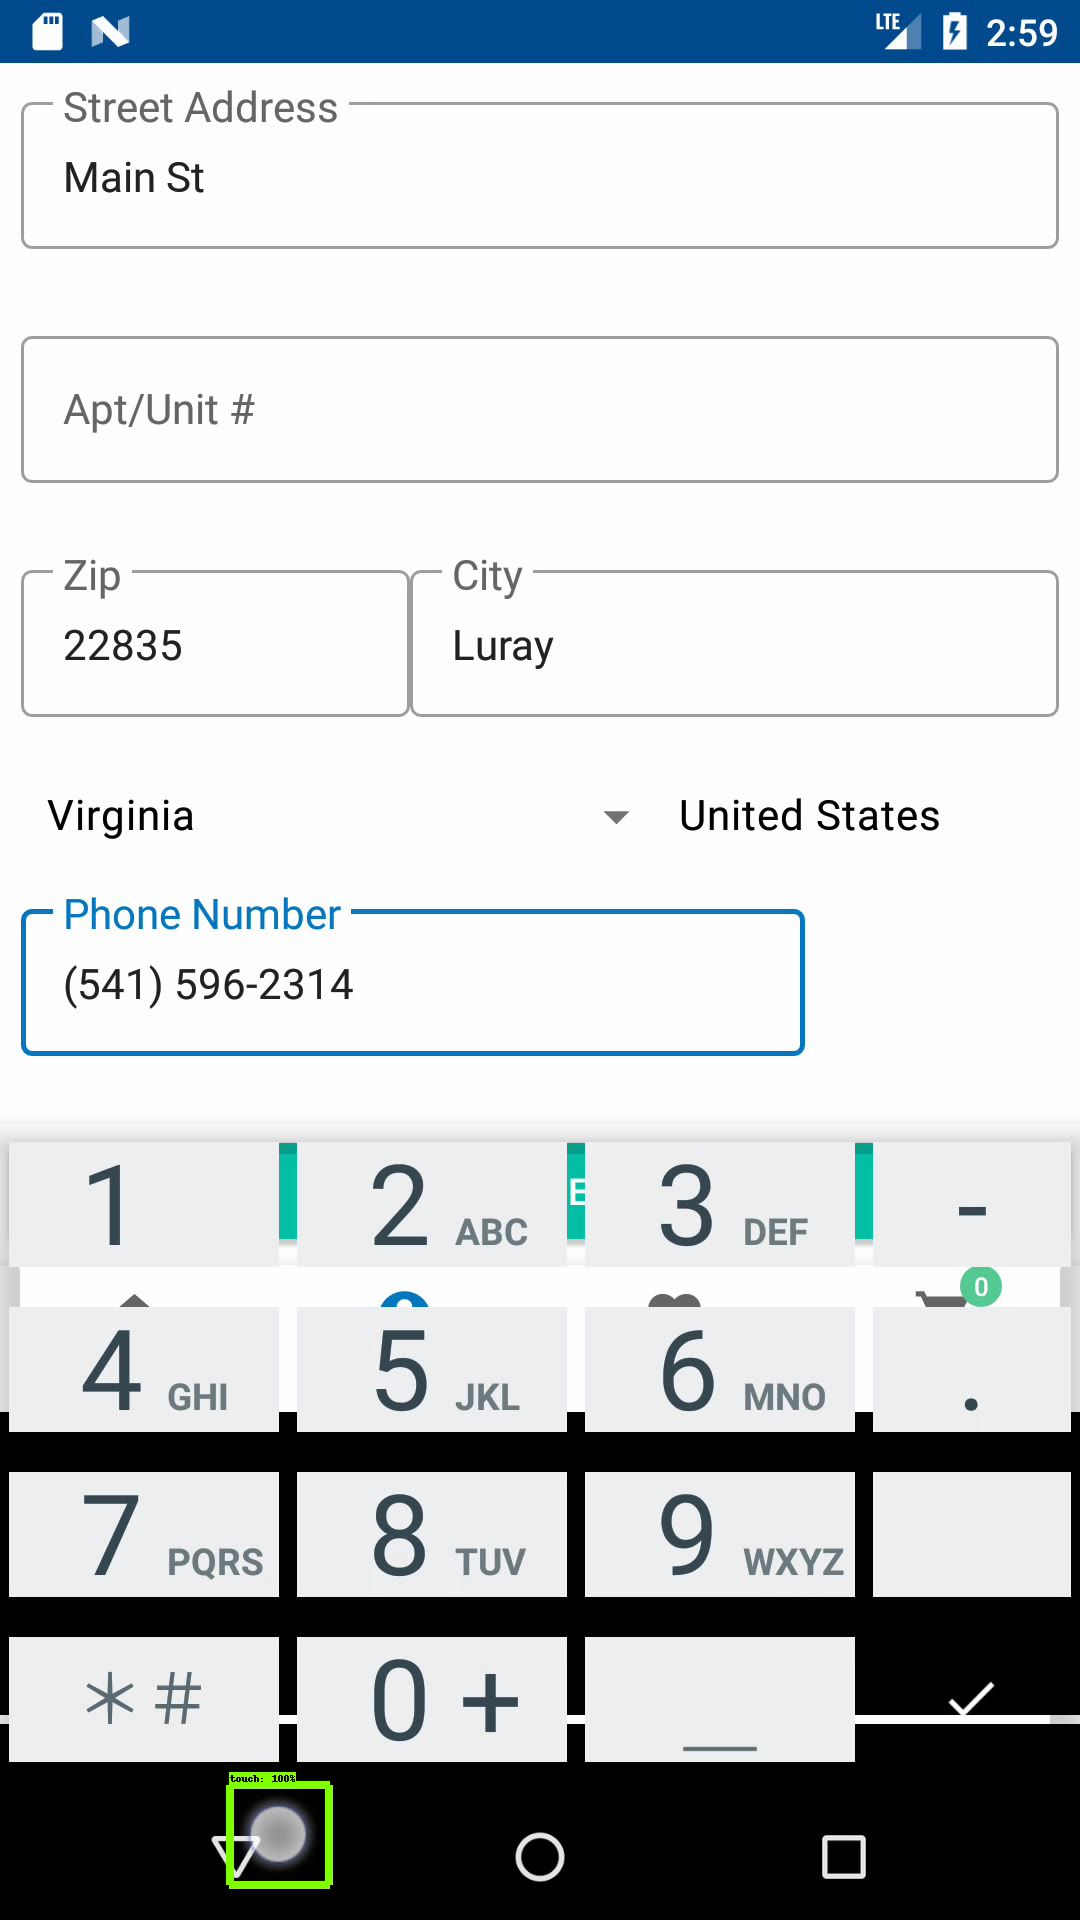 LTE 2:59
Street Address
Main St
Apt/Unit #
Zip City
22835 Luray
Virginia United States
Phone Number
(541) 596-2314
1 2 ABC E 3 DEF -
0
4 GHI 5 JKL 6 MNO .
7 PQRS 8 TUV 9 WXYZ
*# 0 + _
touch: 100%